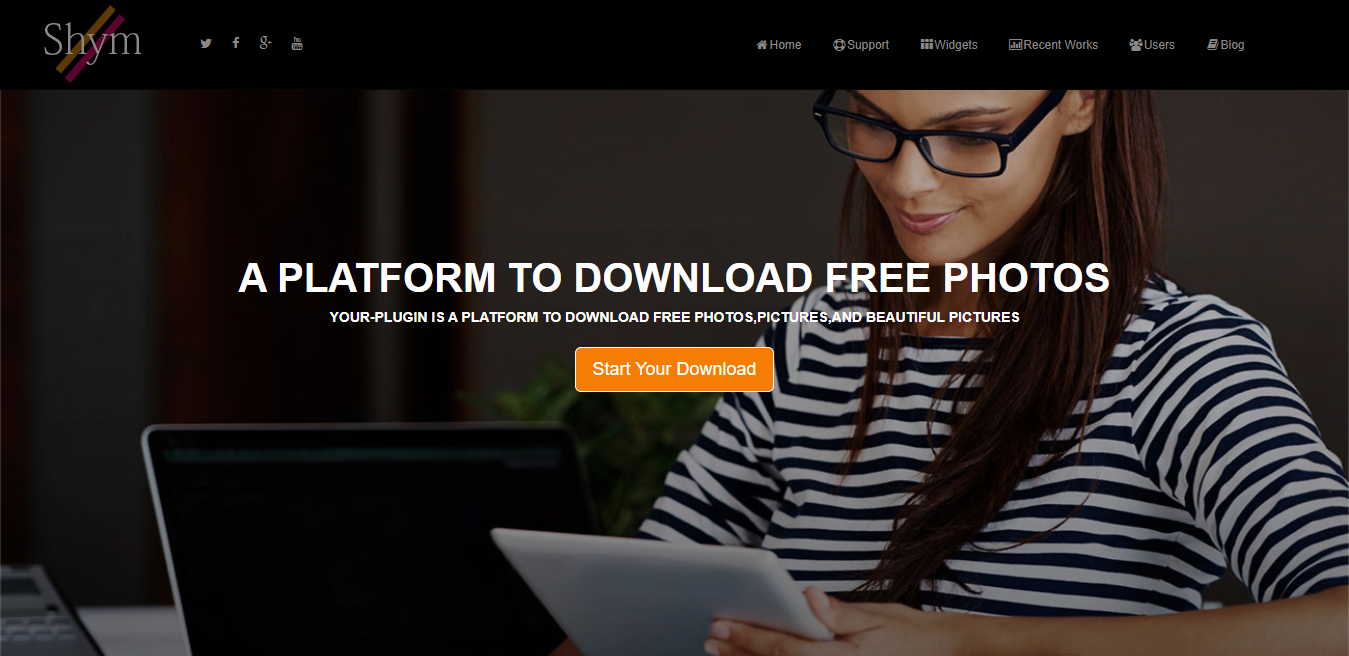 Shym
Home Support Widgets Recent Works Users Blog
A PLATFORM TO DOWNLOAD FREE PHOTOS
YOUR-PLUGIN IS A PLATFORM TO DOWNLOAD FREE PHOTOS,PICTURES,AND BEAUTIFUL PICTURES
Start Your Download